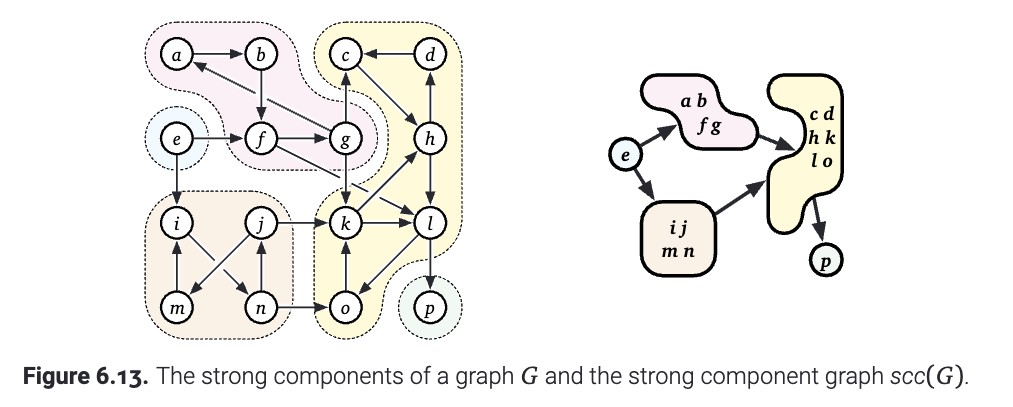 a b c d
e f g h
i j k l
m n o p
a b
f g
c d
h k
l o
e
i j
m n
p
Figure 6.13. The strong components of a graph G and the strong component graph scc(G).